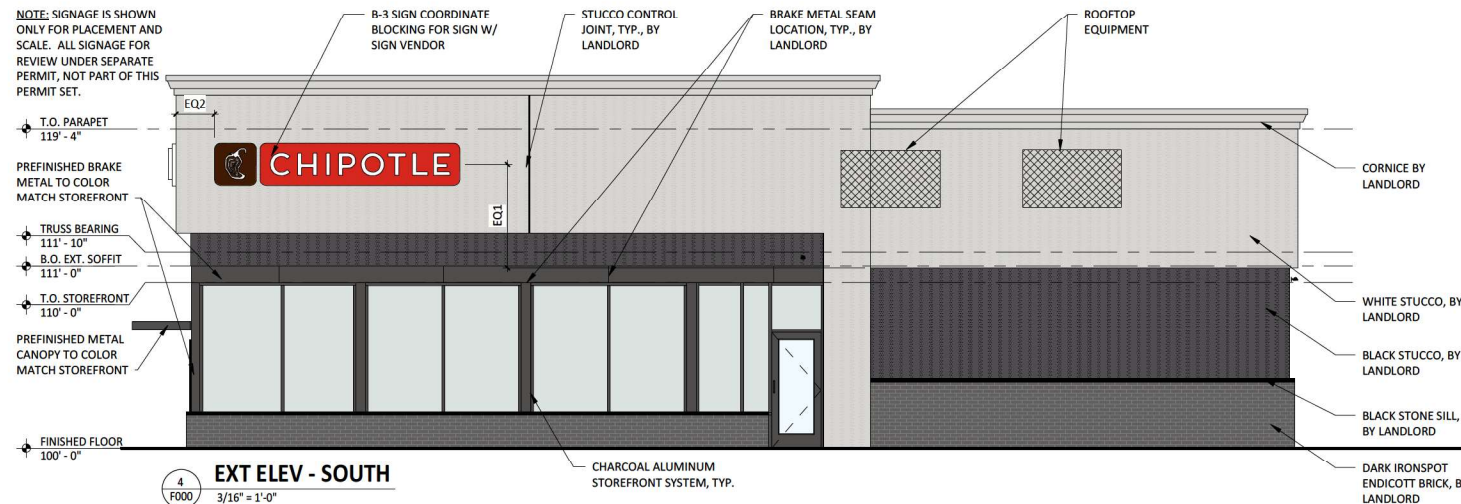 NOTE: SIGNAGE IS SHOWN
ONLY FOR PLACEMENT AND
SCALE. ALL SIGNAGE FOR
REVIEW UNDER SEPARATE
PERMIT, NOT PART OF THIS
PERMIT SET.
B-3 SIGN COORDINATE
BLOCKING FOR SIGN W/
SIGN VENDOR
STUCCO CONTROL
JOINT, TYP., BY
LANDLORD
BRAKE METAL SEAM
LOCATION, TYP., BY
LANDLORD
ROOFTOP
EQUIPMENT
EQ2
T.O. PARAPET
119' - 4"
CHIPOTLE
PREFINISHED BRAKE
METAL TO COLOR
MATCH STOREFRONT
CORNICE BY
LANDLORD
EQ1
TRUSS BEARING
111' - 10"
B.O. EXT. SOFFIT
111' - 0"
T.O. STOREFRONT
110' - 0"
WHITE STUCCO, BY
LANDLORD
PREFINISHED METAL
CANOPY TO COLOR
MATCH STOREFRONT
BLACK STUCCO, BY
LANDLORD
BLACK STONE SILL,
BY LANDLORD
FINISHED FLOOR
100' - 0"
CHARCOAL ALUMINUM
STOREFRONT SYSTEM, TYP.
DARK IRONSPOT
ENDICOTT BRICK, B
LANDLORD
4
F000
EXT ELEV - SOUTH
3/16" = 1'-0"